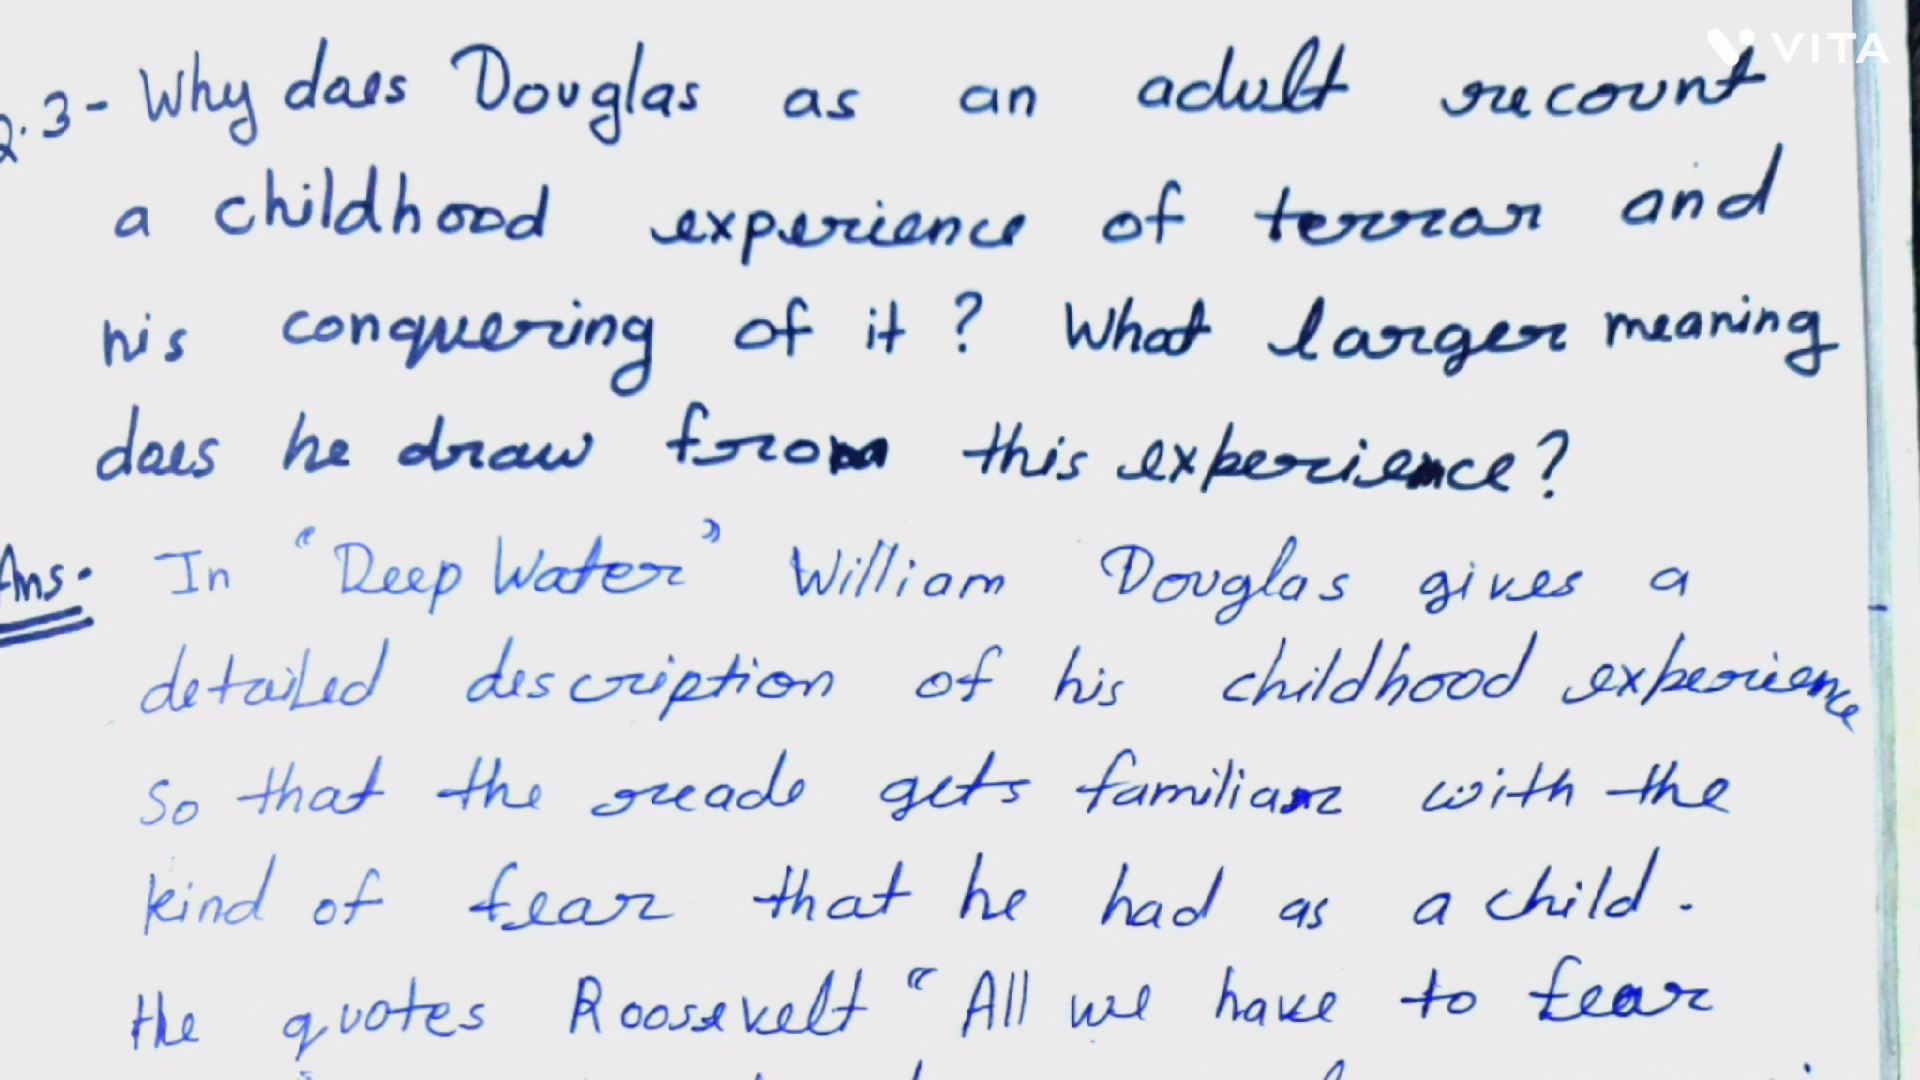 VITA
Q.3- Why does Douglas as an adult recount
a childhood experience of terror and
his conquering of it ? What larger meaning
does he draw from this experience?
Ans. In "Deep Water" William Douglas gives a
detailed description of his childhood experience
So that the reade gets familiar with the
kind of fear that he had as a child.
He quotes Roosevelt "All we have to fear